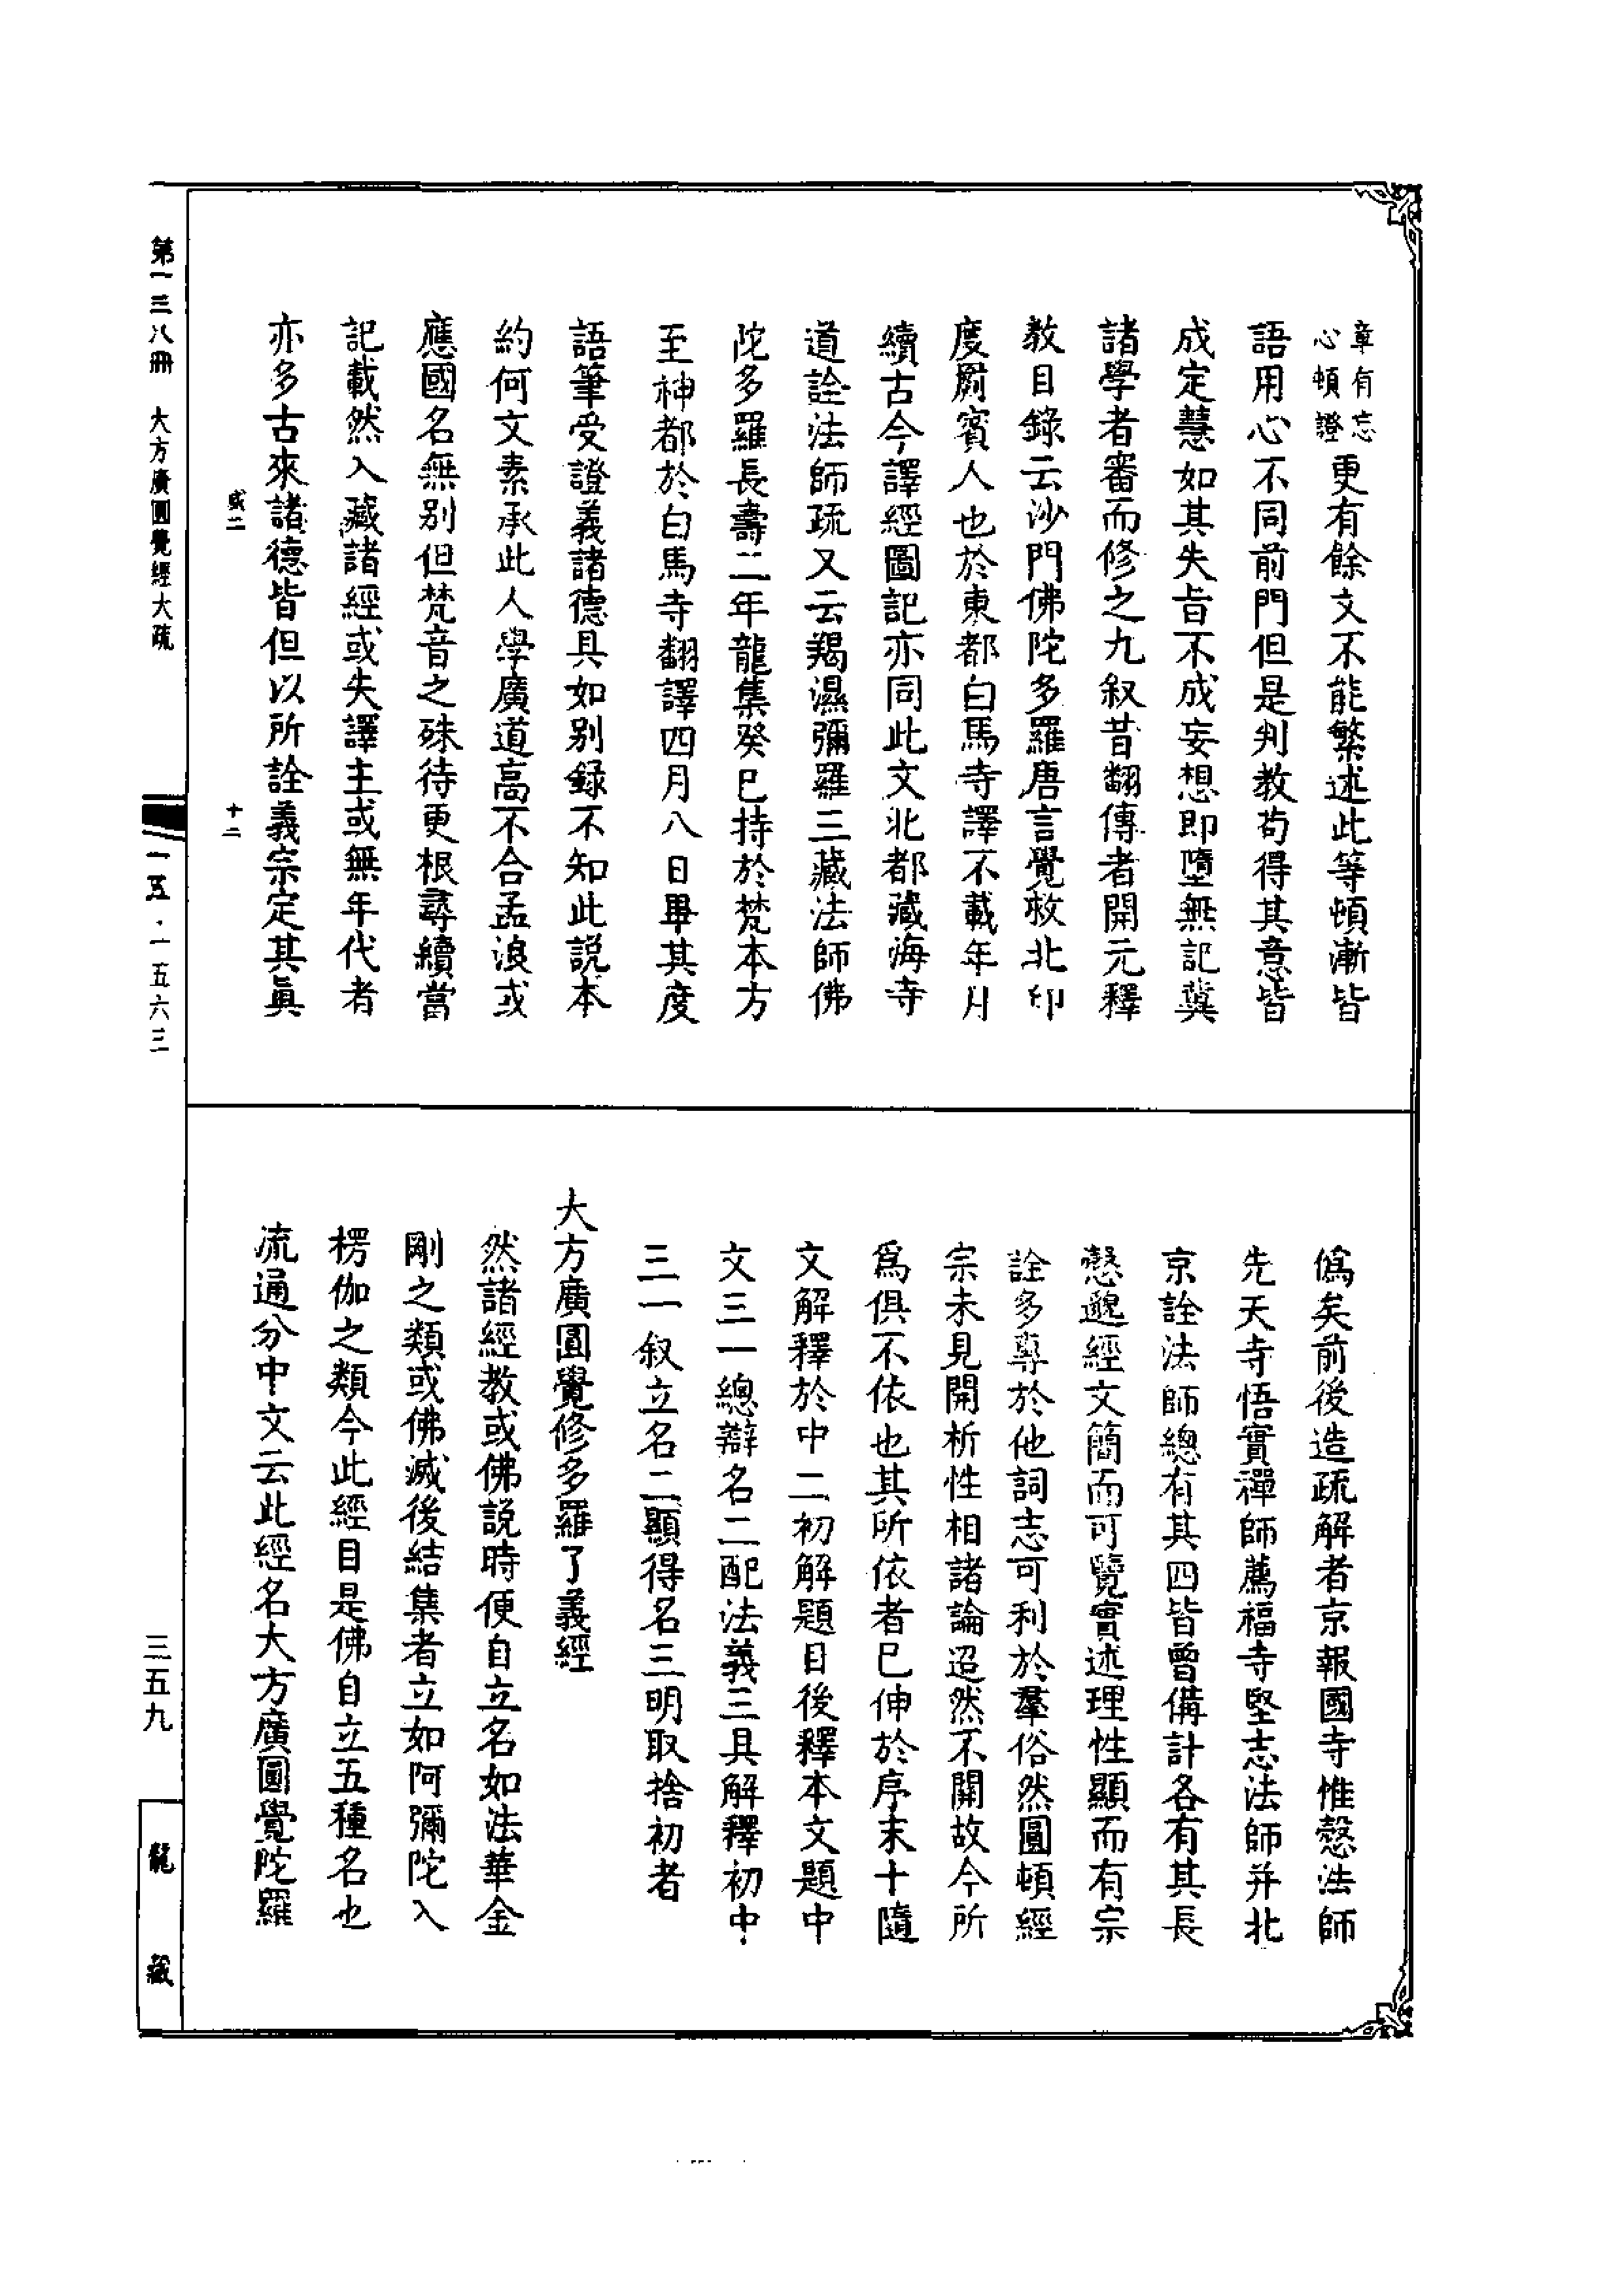 章有忘
心頓證
更有餘文不能繁述此等頓漸皆
語用心不同前門但是判教苟得其意皆
成定慧如其失旨不成妄想即墮無記冀
諸學者審而修之九叙昔翻傳者開元釋
教目錄云沙門佛陀多羅唐言覺救北印
度罽賓人也於東都白馬寺譯不載年月
續古今譯經圖記亦同此文北都藏海寺
道詮法師疏又云羯濕彌羅三藏法師佛
陀多羅長壽二年龍集癸巳持於梵本方
至神都於白馬寺翻譯四月八日畢其度
語筆受證義諸德具如别録不知此説本
約何文素承此人學廣道高不合孟浪或
應國名無別但梵音之殊待更根尋續當
記載然入藏諸經或失譯主或無年代者
亦多古來諸德皆但以所詮義宗定其眞
偽矣前後造疏解者京報國寺惟慤法師
先天寺悟實禪師薦福寺堅志法師并北
京詮法師總有其四皆曾備計各有其長
慤邈經文簡而可覽實述理性顯而有宗
詮多專於他詞志可利於羣俗然圓頓經
宗未見開析性相諸論迢然不關故今所
爲俱不依也其所依者已伸於序末十隨
文解釋於中二初解題目後釋本文題中
文三一總辯名二配法義三具解釋初中
三一叙立名二顯得名三明取捨初者
大方廣圓覺修多羅了義經
然諸經教或佛説時便自立名如法華金
剛之類或佛滅後結集者立如阿彌陀入
楞伽之類今此經目是佛自立五種名也
流通分中文云此經名大方廣圓覺陀羅
第一三八冊　大方廣圓覺經大疏
十二
一五・一五六三
三五九
龍藏